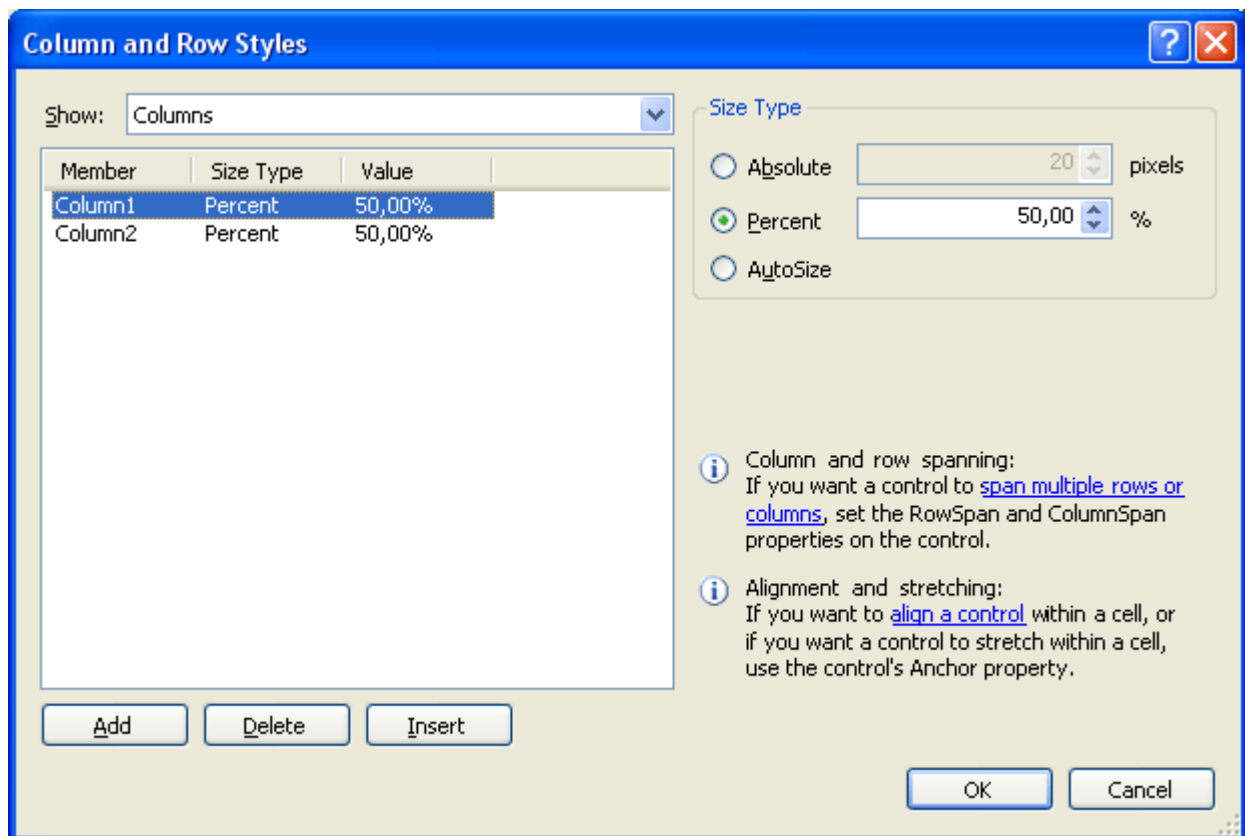 Column and Row Styles
Show: Columns
Member Size Type Value
Column1 Percent 50,00%
Column2 Percent 50,00%
Add Delete Insert
Size Type
Absolute 20 pixels
Percent 50,00 %
AutoSize
Column and row spanning:
If you want a control to span multiple rows or
columns, set the RowSpan and ColumnSpan
properties on the control.
Alignment and stretching:
If you want to align a control within a cell, or
if you want a control to stretch within a cell,
use the control's Anchor property.
OK Cancel